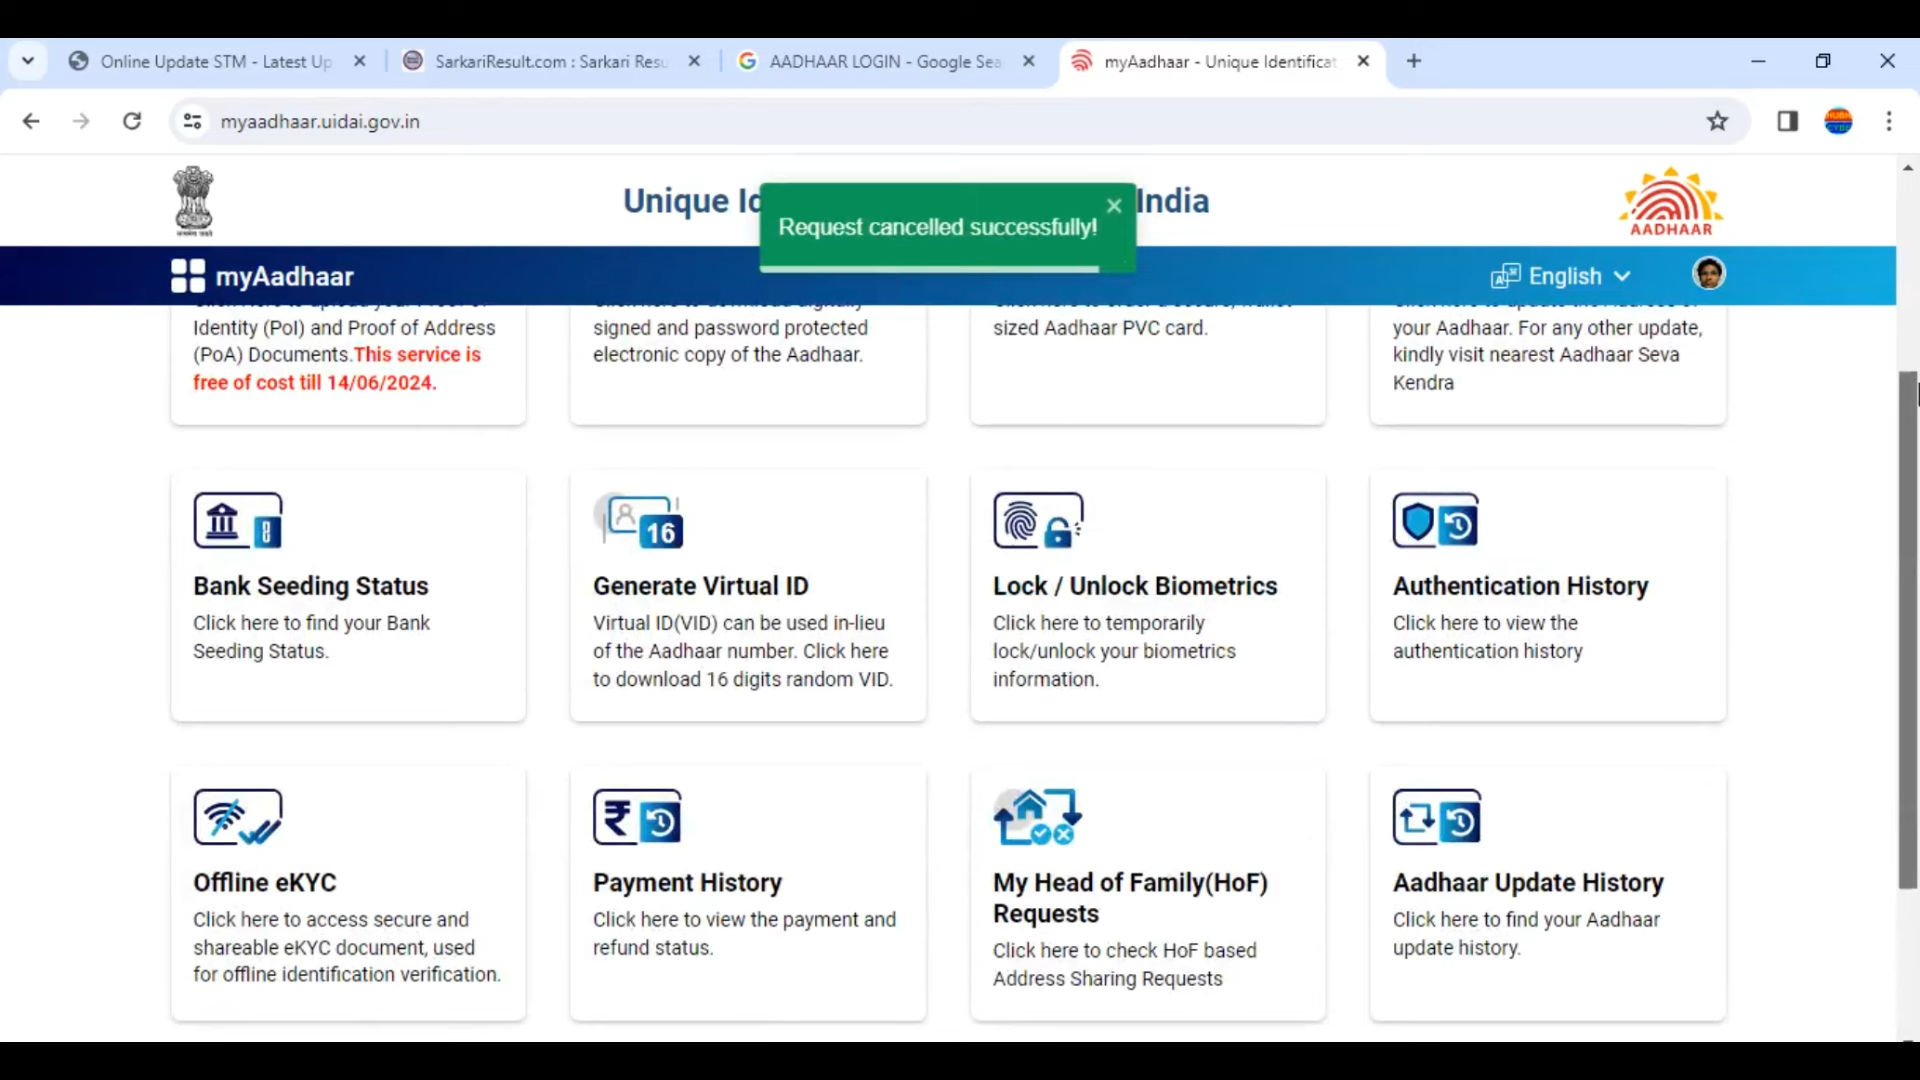 Online Update STM - Latest Up
SarkariResult.com : Sarkari Resu
AADHAAR LOGIN - Google Sea
myAadhaar - Unique Identificat
myaadhaar.uidai.gov.in
Unique Id
India
AADHAAR
Request cancelled successfully!
myAadhaar
English
Identity (PoI) and Proof of Address
(PoA) Documents.This service is
free of cost till 14/06/2024.
signed and password protected
electronic copy of the Aadhaar.
sized Aadhaar PVC card.
your Aadhaar. For any other update,
kindly visit nearest Aadhaar Seva
Kendra
Bank Seeding Status
Click here to find your Bank
Seeding Status.
16
Generate Virtual ID
Virtual ID(VID) can be used in-lieu
of the Aadhaar number. Click here
to download 16 digits random VID.
Lock / Unlock Biometrics
Click here to temporarily
lock/unlock your biometrics
information.
Authentication History
Click here to view the
authentication history
Offline eKYC
Click here to access secure and
shareable eKYC document, used
for offline identification verification.
Payment History
Click here to view the payment and
refund status.
My Head of Family(HoF)
Requests
Click here to check HoF based
Address Sharing Requests
Aadhaar Update History
Click here to find your Aadhaar
update history.